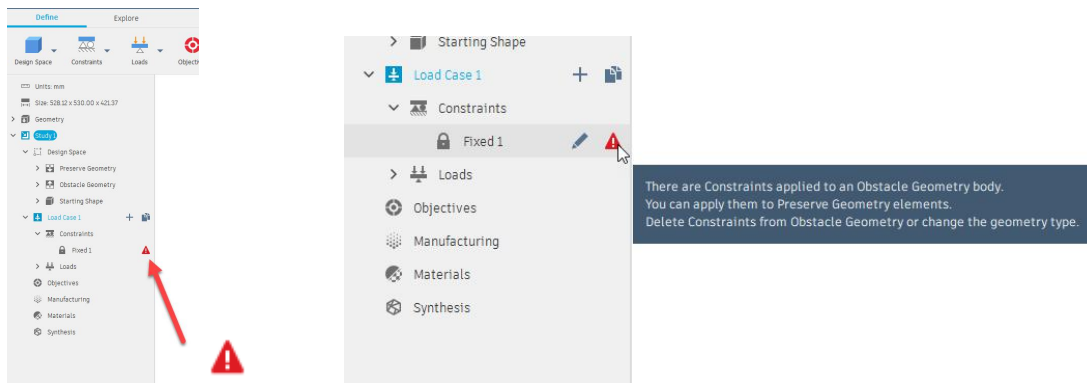 Define
Explore
Design Space
Constraints
Loads
Objectiv
Units: mm
Size: 528.12 x 530.00 x 421.37
Geometry
Study 1
Design Space
Preserve Geometry
Obstacle Geometry
Starting Shape
Load Case 1
Constraints
Fixed 1
Loads
Objectives
Manufacturing
Materials
Synthesis
Starting Shape
Load Case 1
Constraints
Fixed 1
Loads
Objectives
Manufacturing
Materials
Synthesis
There are Constraints applied to an Obstacle Geometry body.
You can apply them to Preserve Geometry elements.
Delete Constraints from Obstacle Geometry or change the geometry type.